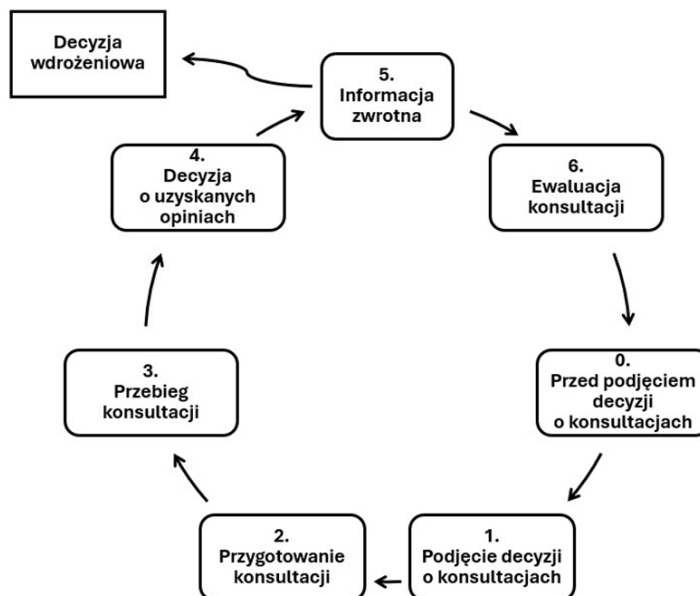 Decyzja
wdrożeniowa
5.
Informacja
zwrotna
4.
Decyzja
o uzyskanych
opiniach
6.
Ewaluacja
konsultacji
3.
Przebieg
konsultacji
0.
Przed podjęciem
decyzji
o konsultacjach
2.
Przygotowanie
konsultacji
1.
Podjęcie decyzji
o konsultacjach